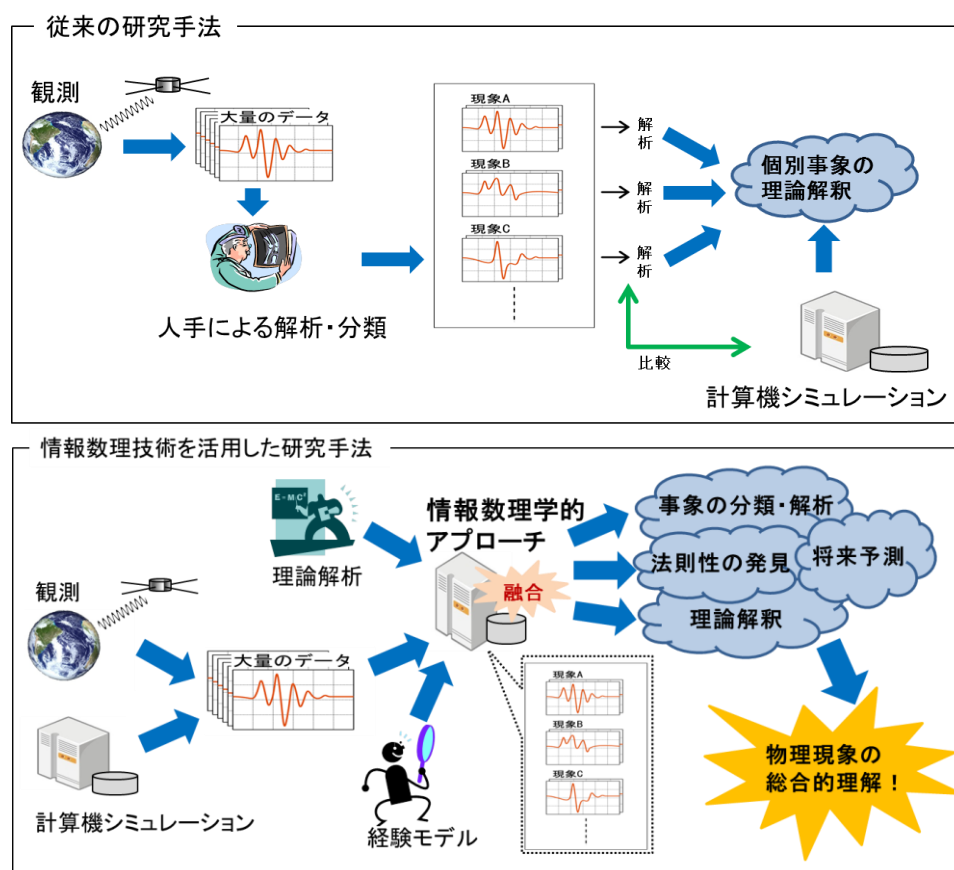 従来の研究手法
観測
大量のデータ
人手による解析・分類
現象A
現象B
現象C
解析
解析
解析
個別事象の
理論解釈
比較
計算機シミュレーション
情報数理技術を活用した研究手法
E=MC²
理論解析
観測
大量のデータ
計算機シミュレーション
経験モデル
情報数理学的
アプローチ
融合
現象A
現象B
現象C
事象の分類・解析
法則性の発見
将来予測
理論解釈
物理現象の
総合的理解！